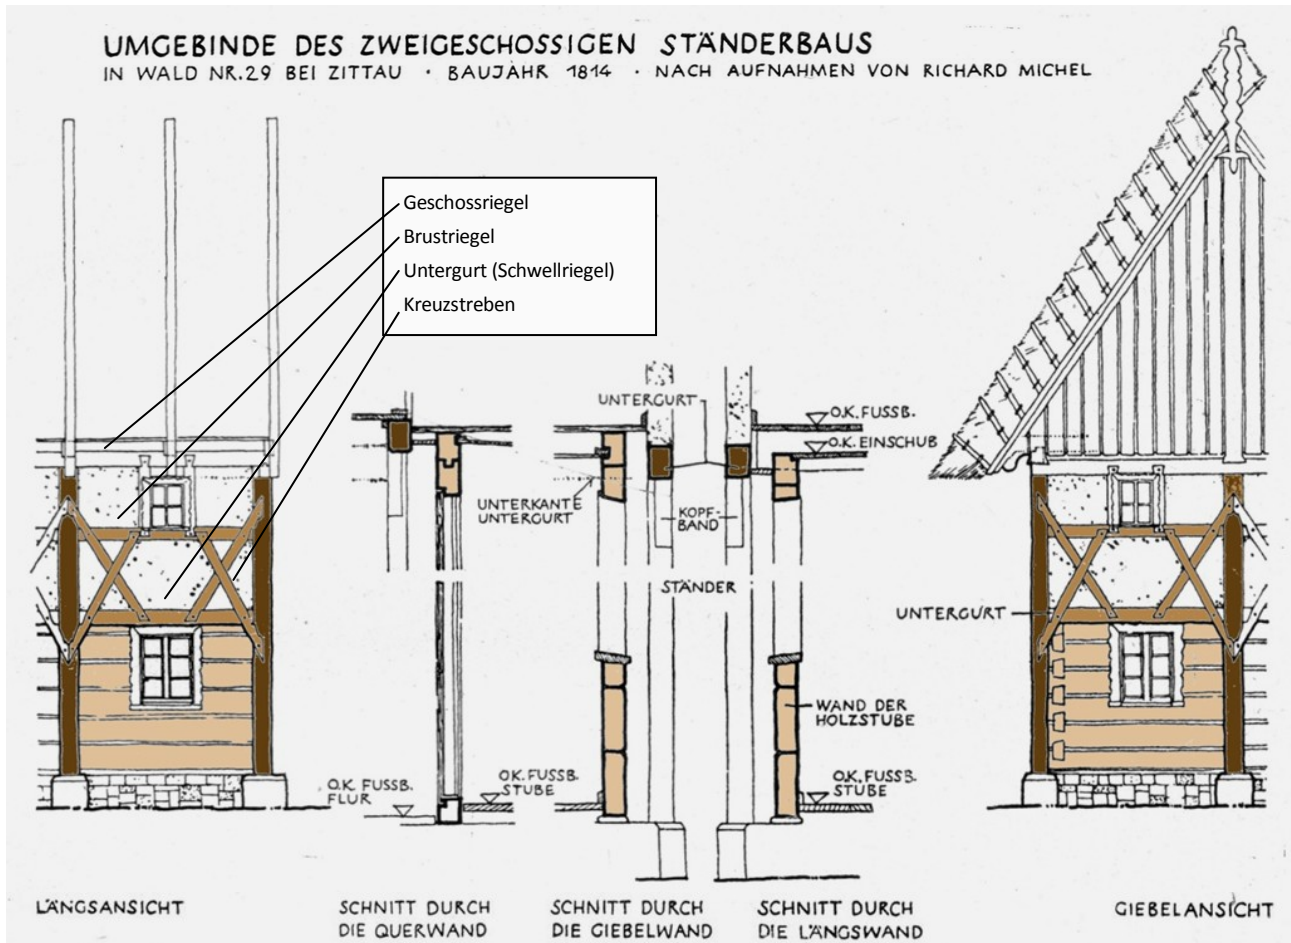 UMGEBINDE DES ZWEIGESCHOSSIGEN STÄNDERBAUS
IN WALD NR.29 BEI ZITTAU · BAUJAHR 1814 · NACH AUFNAHMEN VON RICHARD MICHEL
Geschossriegel
Brustriegel
Untergurt (Schwellriegel)
Kreuzstreben
UNTERGURT
O.K. FUSSB.
O.K. EINSCHUB
UNTERKANTE
UNTERGURT
KOPF-
BAND
STÄNDER
UNTERGURT
WAND DER
HOLZSTUBE
O.K. FUSSB.
FLUR
O.K. FUSSB.
STUBE
O.K. FUSSB.
STUBE
LÄNGSANSICHT
SCHNITT DURCH
DIE QUERWAND
SCHNITT DURCH
DIE GIEBELWAND
SCHNITT DURCH
DIE LÄNGSWAND
GIEBELANSICHT